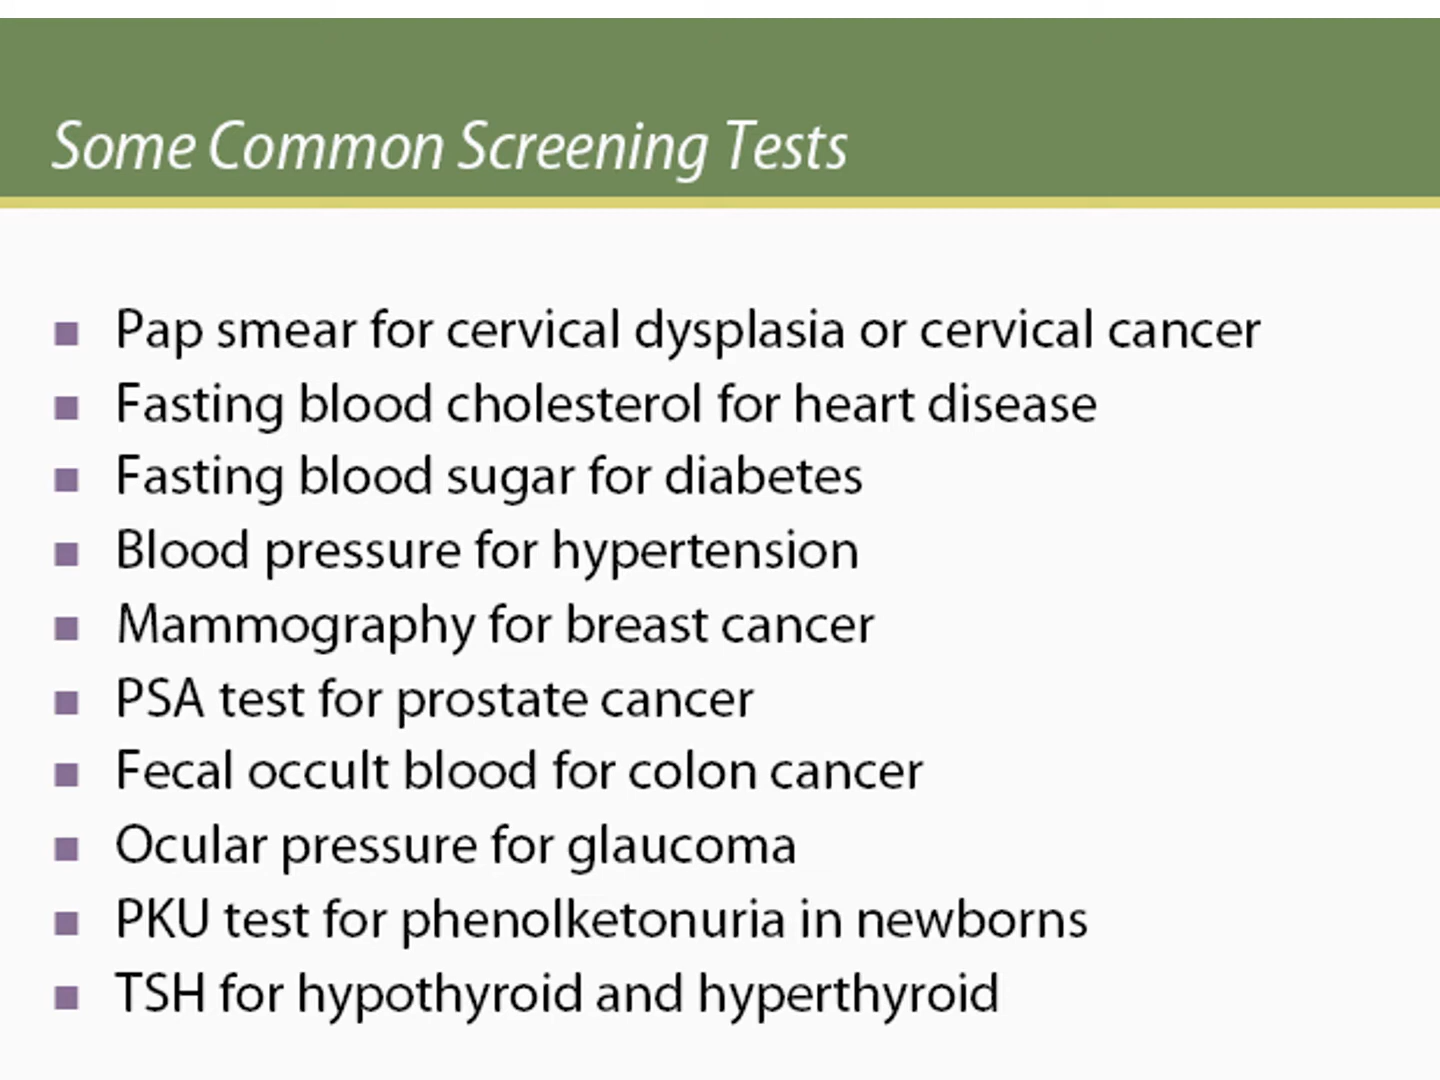 Some Common Screening Tests
Pap smear for cervical dysplasia or cervical cancer
Fasting blood cholesterol for heart disease
Fasting blood sugar for diabetes
Blood pressure for hypertension
Mammography for breast cancer
PSA test for prostate cancer
Fecal occult blood for colon cancer
Ocular pressure for glaucoma
PKU test for phenolketonuria in newborns
TSH for hypothyroid and hyperthyroid